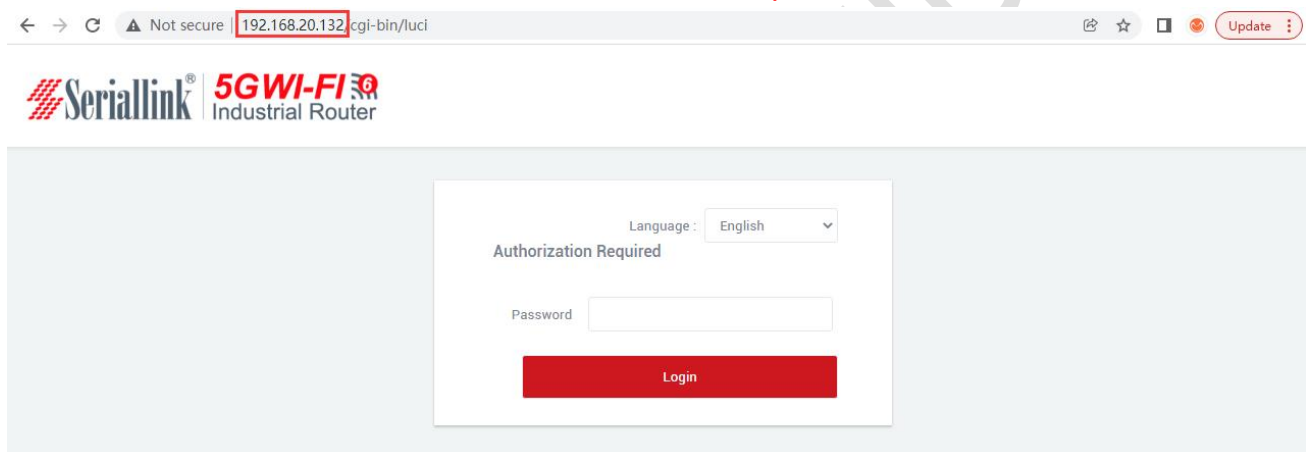 Not secure | 192.168.20.132/cgi-bin/luci
Update
Seriallink® 5G WI-FI 6
Industrial Router
Language : English
Authorization Required
Password
Login